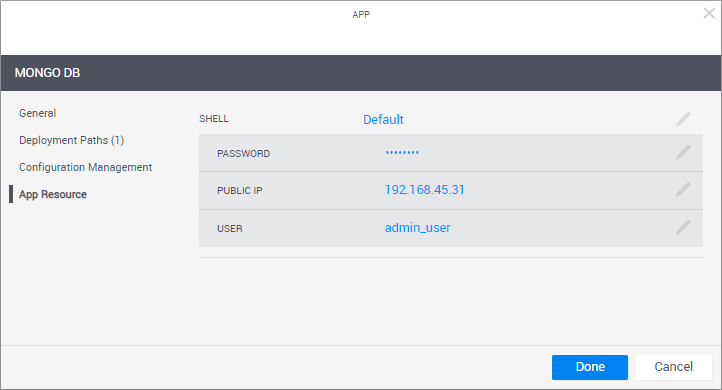 APP
MONGO DB
General
Deployment Paths (1)
Configuration Management
App Resource
SHELL Default
PASSWORD ••••••••
PUBLIC IP 192.168.45.31
USER admin_user
Done Cancel